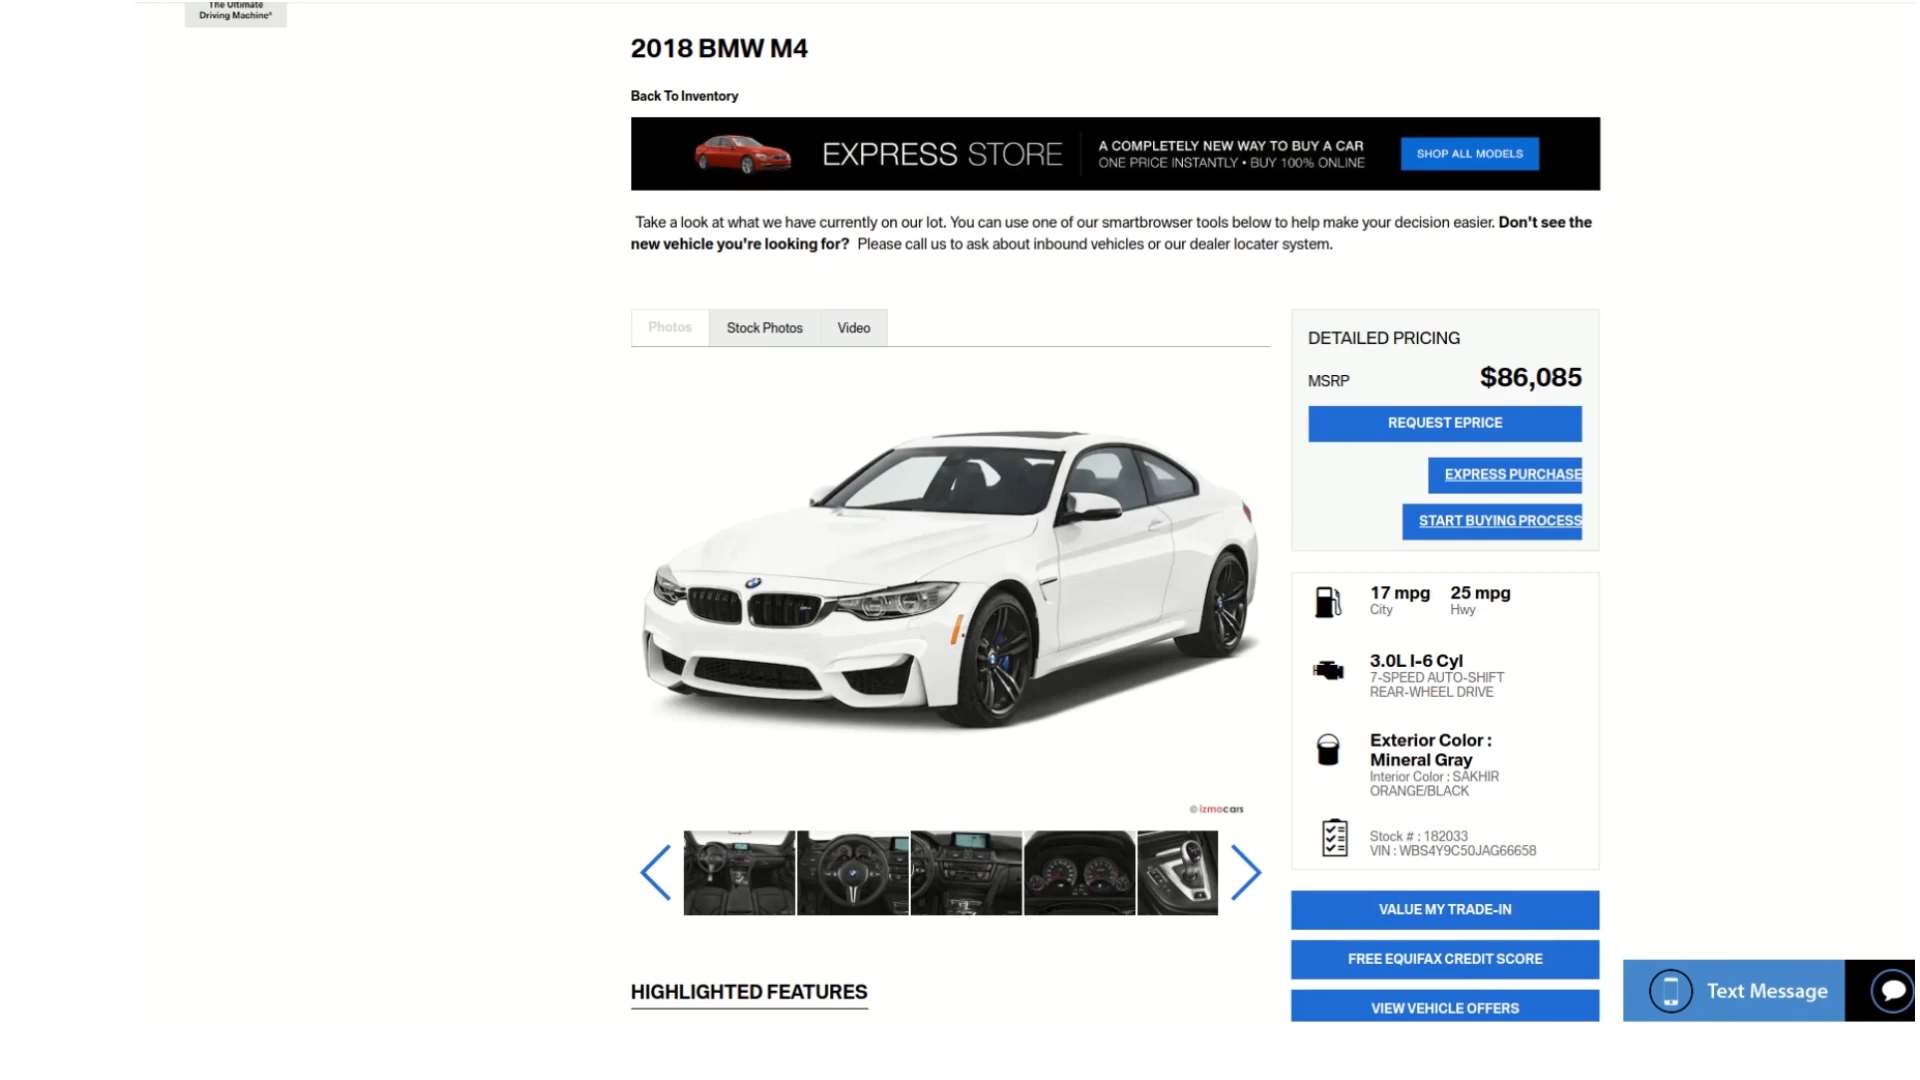 The Ultimate
Driving Machine®
2018 BMW M4
Back To Inventory
EXPRESS STORE
A COMPLETELY NEW WAY TO BUY A CAR
ONE PRICE INSTANTLY • BUY 100% ONLINE
SHOP ALL MODELS
Take a look at what we have currently on our lot. You can use one of our smartbrowser tools below to help make your decision easier. Don't see the
new vehicle you're looking for? Please call us to ask about inbound vehicles or our dealer locater system.
Photos
Stock Photos
Video
DETAILED PRICING
MSRP $86,085
REQUEST EPRICE
EXPRESS PURCHASE
START BUYING PROCESS
17 mpg 25 mpg
City Hwy
3.0L I-6 Cyl
7-SPEED AUTO-SHIFT
REAR-WHEEL DRIVE
Exterior Color :
Mineral Gray
Interior Color : SAKHIR
ORANGE/BLACK
Stock # : 182033
VIN : WBS4Y9C50JAG66658
© izmocars
VALUE MY TRADE-IN
FREE EQUIFAX CREDIT SCORE
VIEW VEHICLE OFFERS
HIGHLIGHTED FEATURES
Text Message